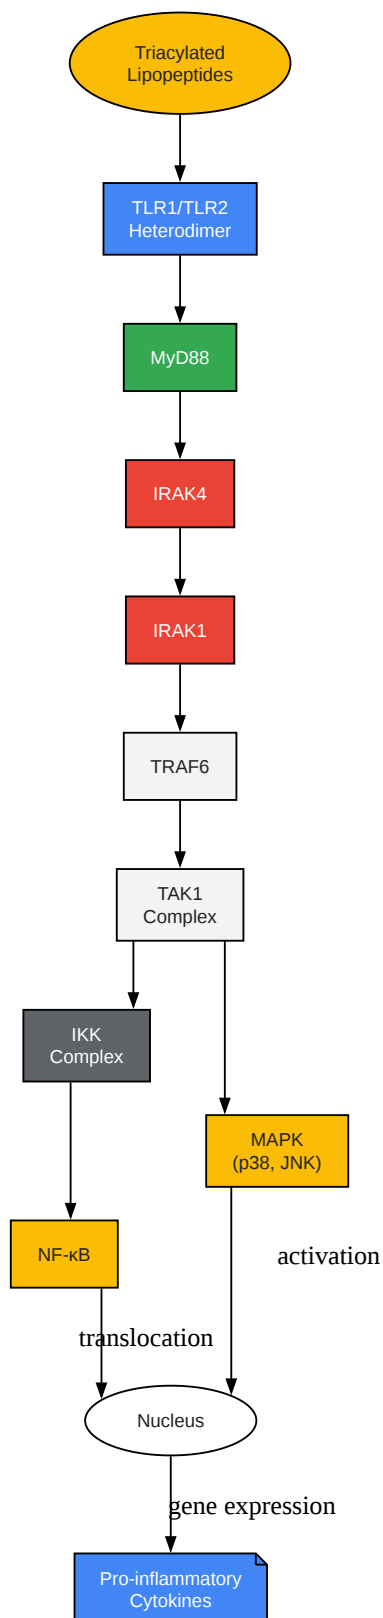 Triacylated
Lipopeptides
TLR1/TLR2
Heterodimer
MyD88
IRAK4
IRAK1
TRAF6
TAK1
Complex
IKK
Complex
MAPK
(p38, JNK)
NF-κB
activation
translocation
Nucleus
gene expression
Pro-inflammatory
Cytokines